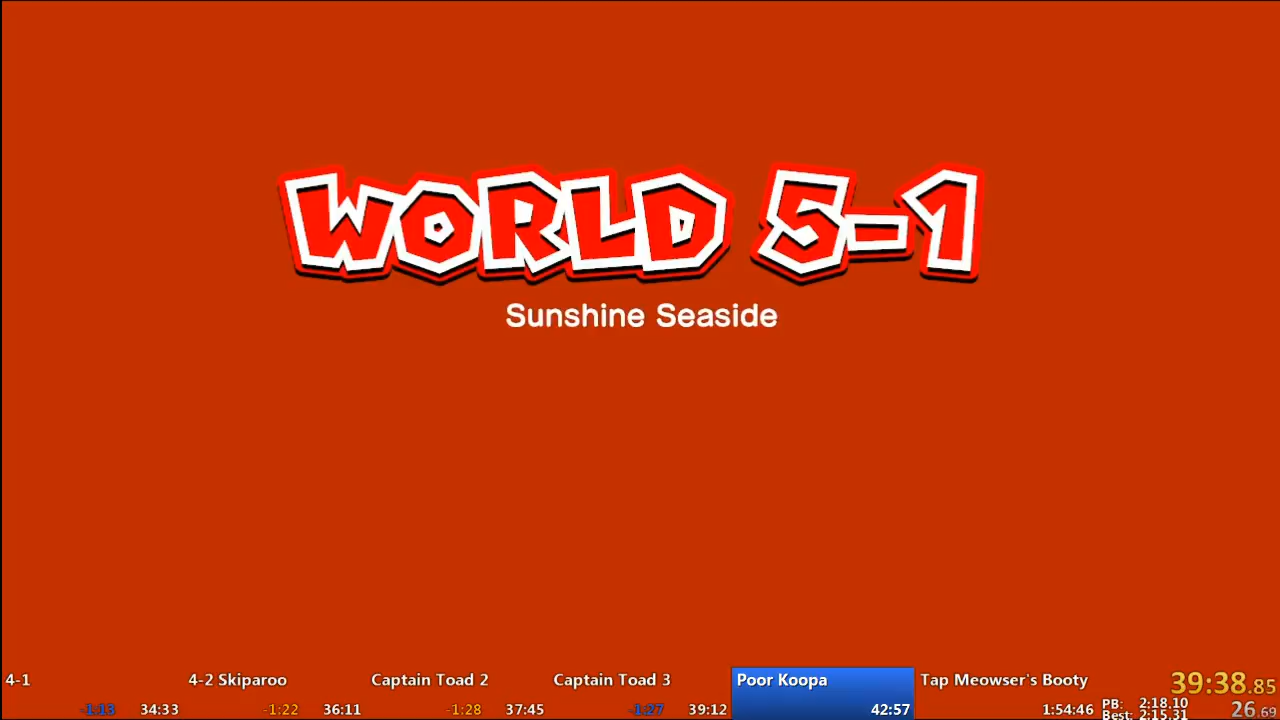 WORLD 5-1
Sunshine Seaside
4-1
-1:13 34:33
4-2 Skiparoo
-1:22 36:11
Captain Toad 2
-1:28 37:45
Captain Toad 3
-1:27 39:12
Poor Koopa
42:57
Tap Meowser's Booty
1:54:46
39:38.85
PB: 2:18.10
Best: 2:15.31
26.69